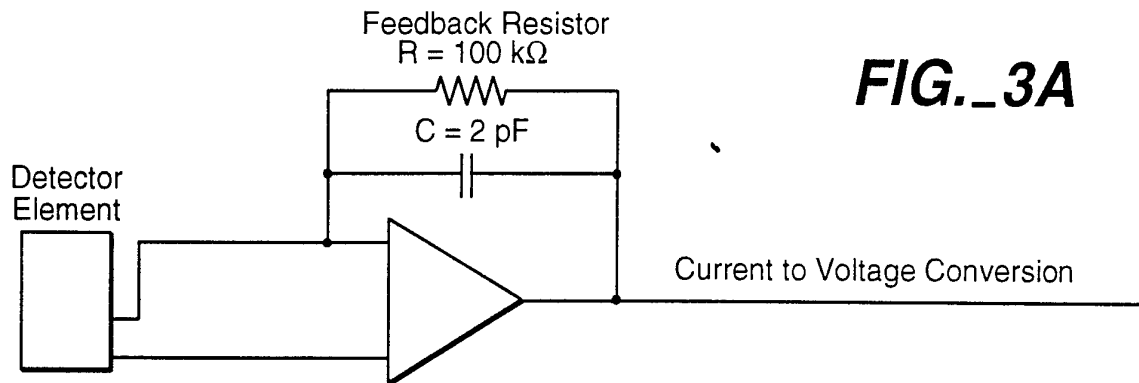 Feedback Resistor
R = 100 kΩ
FIG._3A
C = 2 pF
Detector
Element
Current to Voltage Conversion